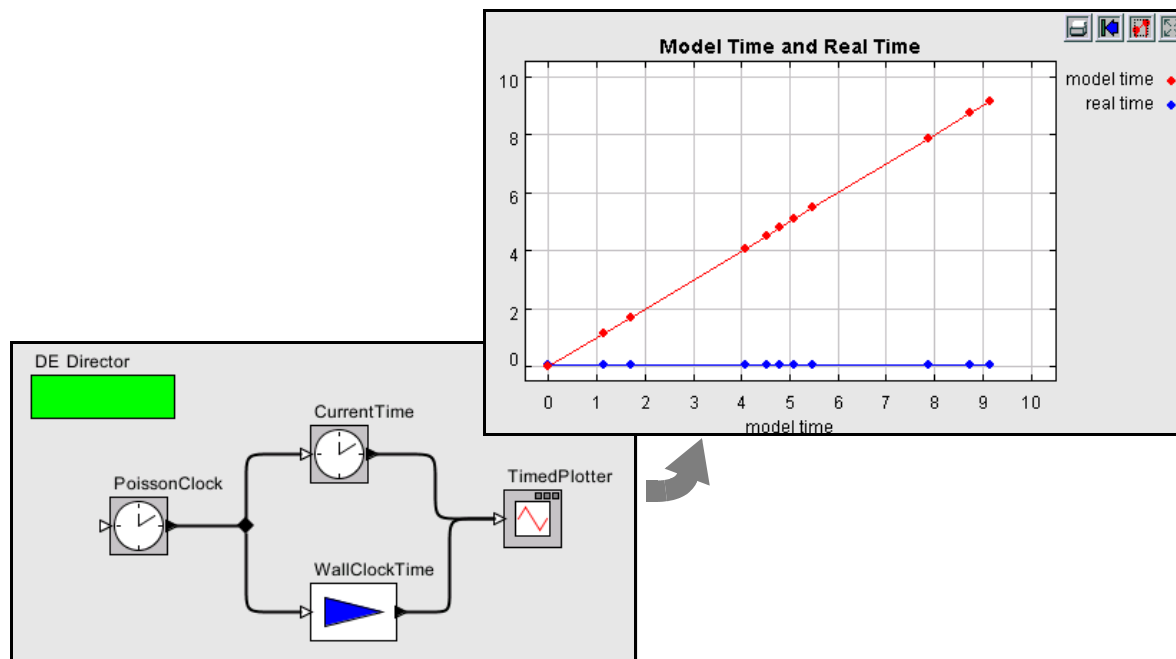 Model Time and Real Time
model time
real time
10
8
6
4
2
0
0 1 2 3 4 5 6 7 8 9 10
model time
DE Director
CurrentTime
PoissonClock
TimedPlotter
WallClockTime